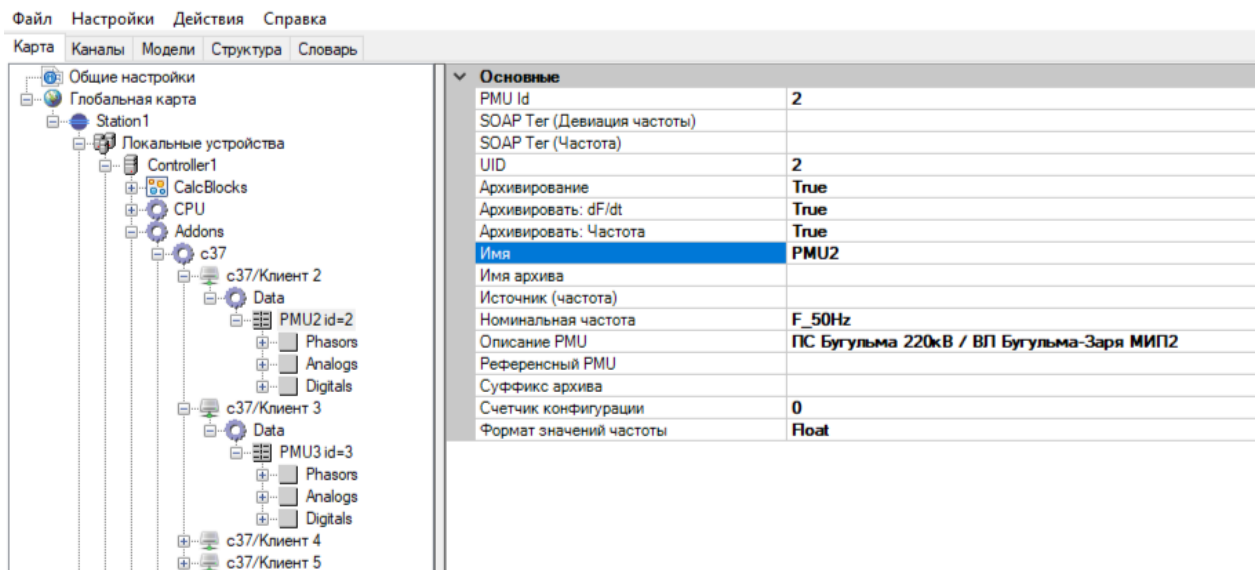 Файл Настройки Действия Справка
Карта Каналы Модели Структура Словарь
Общие настройки
Глобальная карта
Station1
Локальные устройства
Controller1
CalcBlocks
CPU
Addons
c37
c37/Клиент 2
Data
PMU2 id=2
Phasors
Analogs
Digitals
c37/Клиент 3
Data
PMU3 id=3
Phasors
Analogs
Digitals
c37/Клиент 4
c37/Клиент 5
Основные
PMU Id 2
SOAP Тег (Девиация частоты)
SOAP Тег (Частота)
UID 2
Архивирование True
Архивировать: dF/dt True
Архивировать: Частота True
Имя PMU2
Имя архива
Источник (частота)
Номинальная частота F_50Hz
Описание PMU ПС Бугульма 220кВ / ВЛ Бугульма-Заря МИП2
Референсный PMU
Суффикс архива
Счетчик конфигурации 0
Формат значений частоты Float